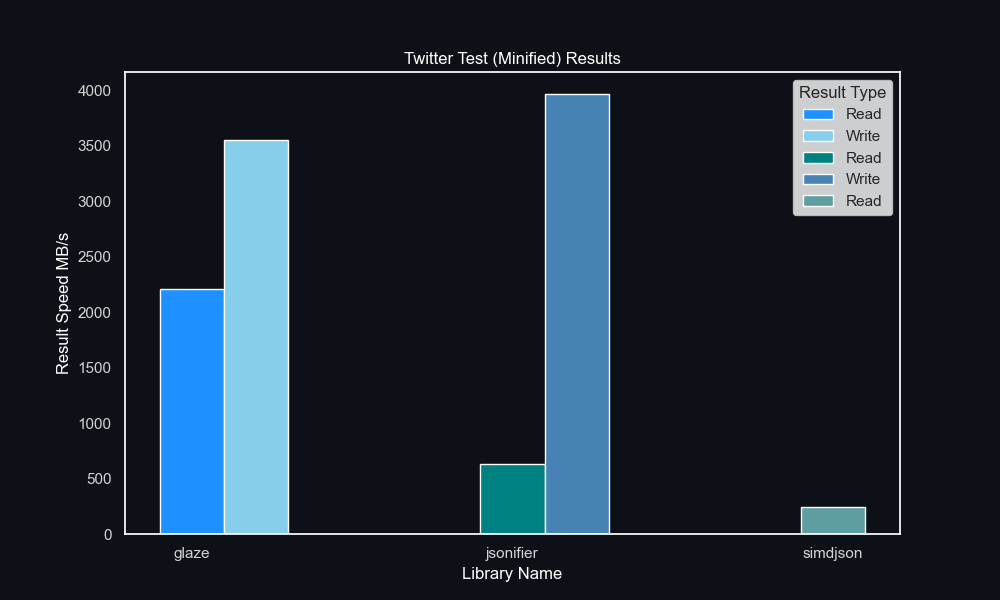 Twitter Test (Minified) Results
Result Type
Read
Write
Read
Write
Read
Result Speed MB/s
4000
3500
3000
2500
2000
1500
1000
500
0
glaze
jsonifier
simdjson
Library Name